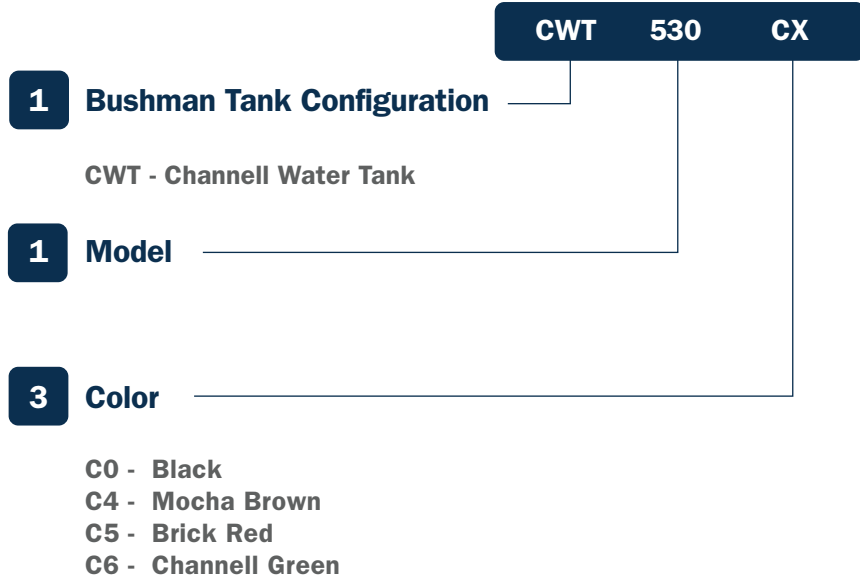 CWT 530 CX
1 Bushman Tank Configuration
CWT - Channell Water Tank
1 Model
3 Color
C0 - Black
C4 - Mocha Brown
C5 - Brick Red
C6 - Channell Green